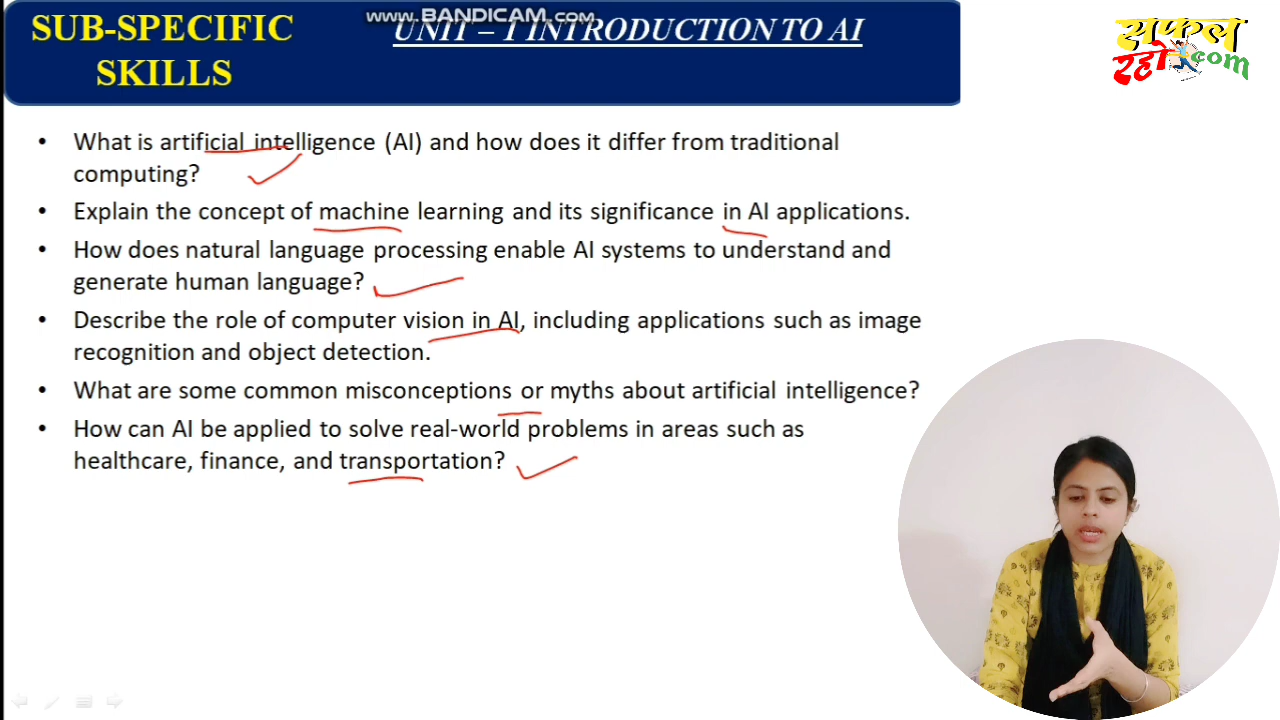 www.BANDICAM.com
SUB-SPECIFIC
SKILLS
UNIT – 1 INTRODUCTION TO AI
सफल
रहो.com
• What is artificial intelligence (AI) and how does it differ from traditional
computing?
• Explain the concept of machine learning and its significance in AI applications.
• How does natural language processing enable AI systems to understand and
generate human language?
• Describe the role of computer vision in AI, including applications such as image
recognition and object detection.
• What are some common misconceptions or myths about artificial intelligence?
• How can AI be applied to solve real-world problems in areas such as
healthcare, finance, and transportation?